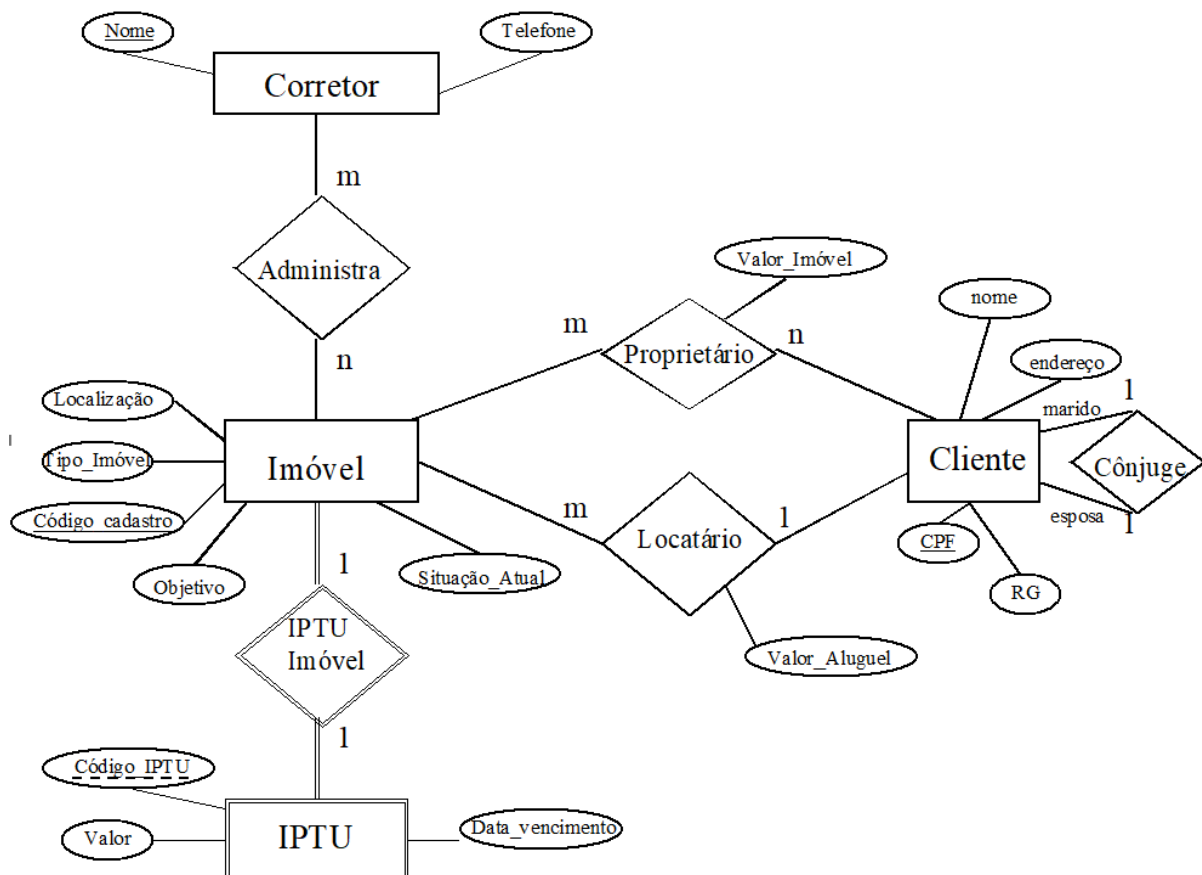 Nome
Telefone
Corretor
m
Administra
Valor_Imóvel
nome
m
n
Proprietário
n
endereço
Localização
marido
1
Tipo_Imóvel
Imóvel
Cliente
Cônjuge
Código_cadastro
m
1
esposa
1
Locatário
CPF
Objetivo
1
Situação_Atual
RG
IPTU
Imóvel
Valor_Aluguel
1
Código_IPTU
Valor
IPTU
Data_vencimento